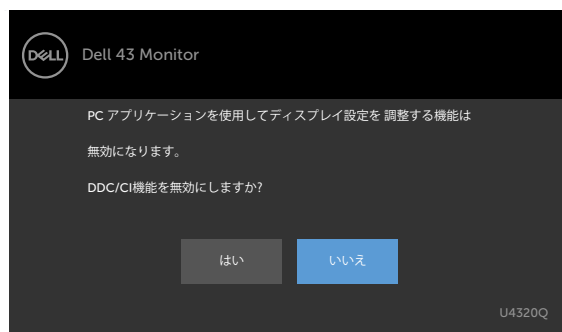 DELL
Dell 43 Monitor
PC アプリケーションを使用してディスプレイ設定を 調整する機能は
無効になります。
DDC/CI機能を無効にしますか?
はい
いいえ
U4320Q